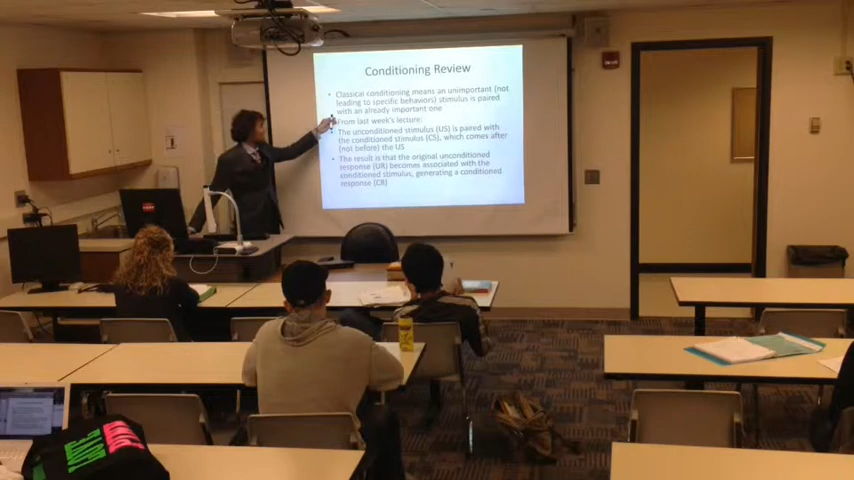 Conditioning Review
• Classical conditioning means an unimportant (not
leading to specific behaviors) stimulus is paired
with an already important one
• From last week's lecture:
• The unconditioned stimulus (US) is paired with
the conditioned stimulus (CS), which comes after
(not before) the US
• The result is that the original unconditioned
response (UR) becomes associated with the
conditioned stimulus, generating a conditioned
response (CR)